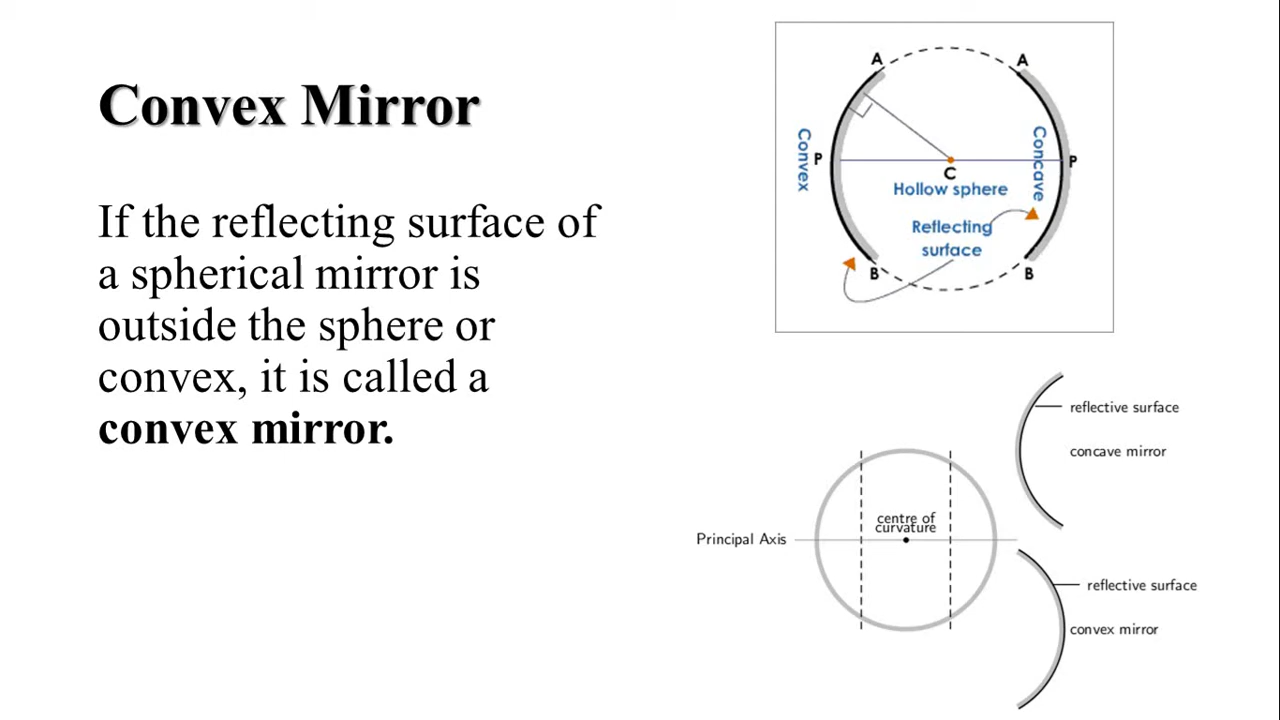 Convex Mirror
If the reflecting surface of
a spherical mirror is
outside the sphere or
convex, it is called a
convex mirror.
A
A
Convex
P
Concave
P
C
Hollow sphere
Reflecting
surface
B
B
reflective surface
concave mirror
centre of
curvature
Principal Axis
reflective surface
convex mirror